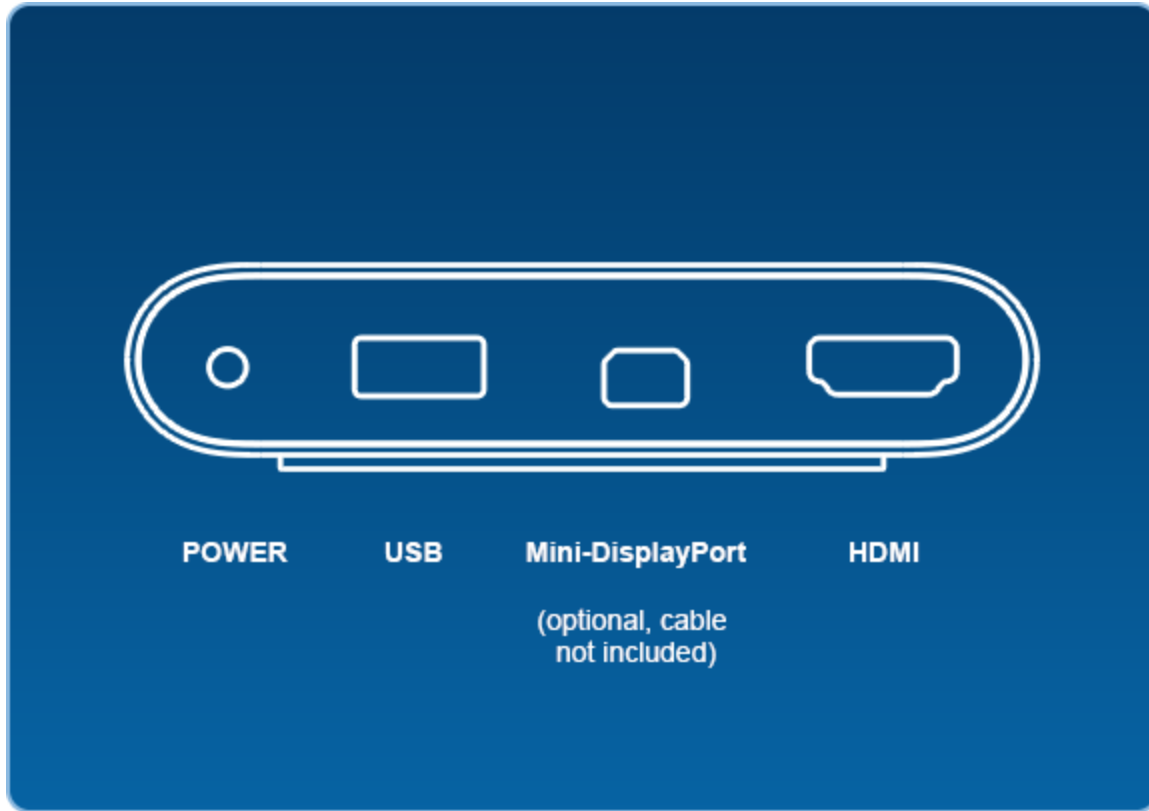 POWER USB Mini-DisplayPort HDMI
(optional, cable
not included)